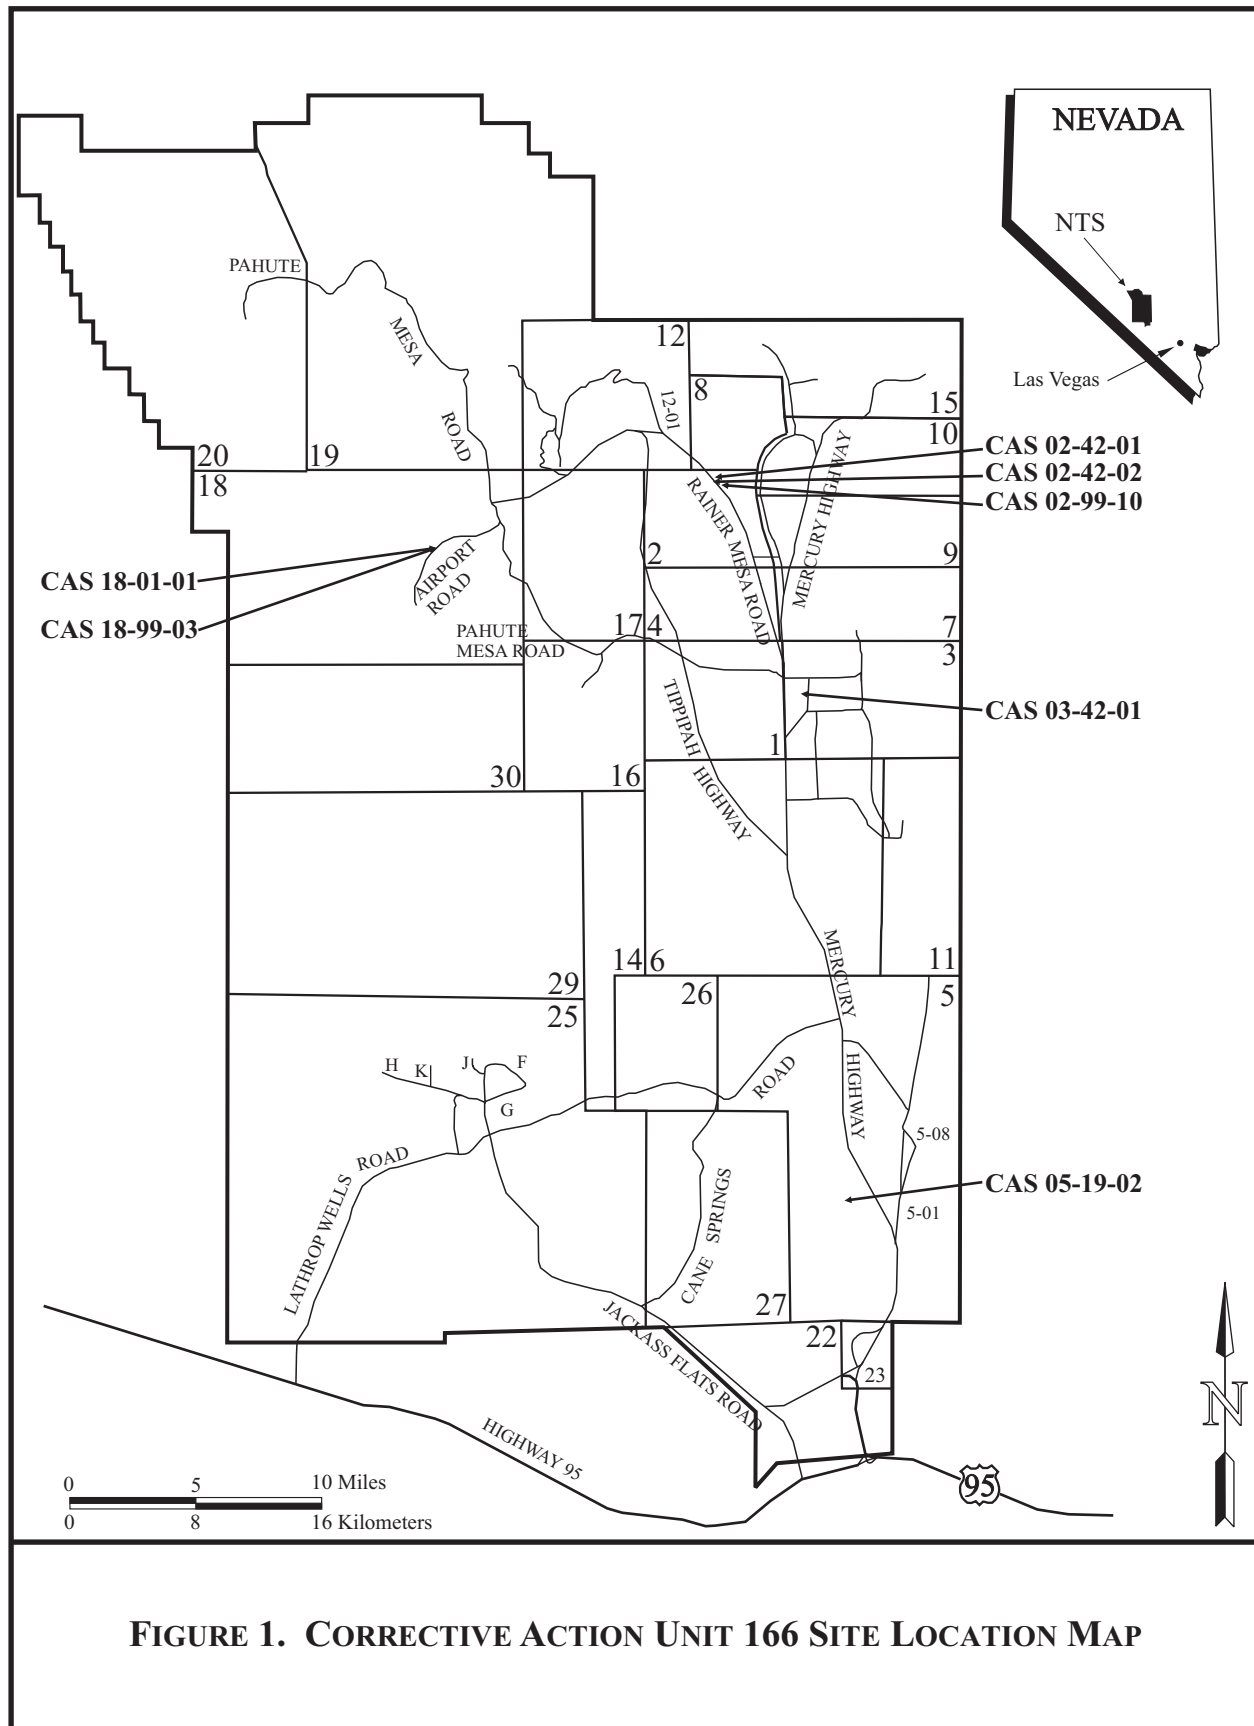 NEVADA
NTS
Las Vegas
PAHUTE
MESA
ROAD
12
12-01
8
15
10
20
19
18
CAS 02-42-01
CAS 02-42-02
CAS 02-99-10
RAINER MESA ROAD
MERCURY HIGHWAY
2
9
AIRPORT
ROAD
CAS 18-01-01
CAS 18-99-03
PAHUTE
MESA ROAD
17
4
7
3
TIPPIPAH HIGHWAY
CAS 03-42-01
1
30
16
14
6
11
MERCURY
HIGHWAY
29
25
26
5
H
K
J
F
G
ROAD
5-08
LATHROP WELLS ROAD
CANE SPRINGS
CAS 05-19-02
5-01
27
JACKASS FLATS ROAD
22
23
HIGHWAY 95
95
N
0 5 10 Miles
0 8 16 Kilometers
FIGURE 1. CORRECTIVE ACTION UNIT 166 SITE LOCATION MAP